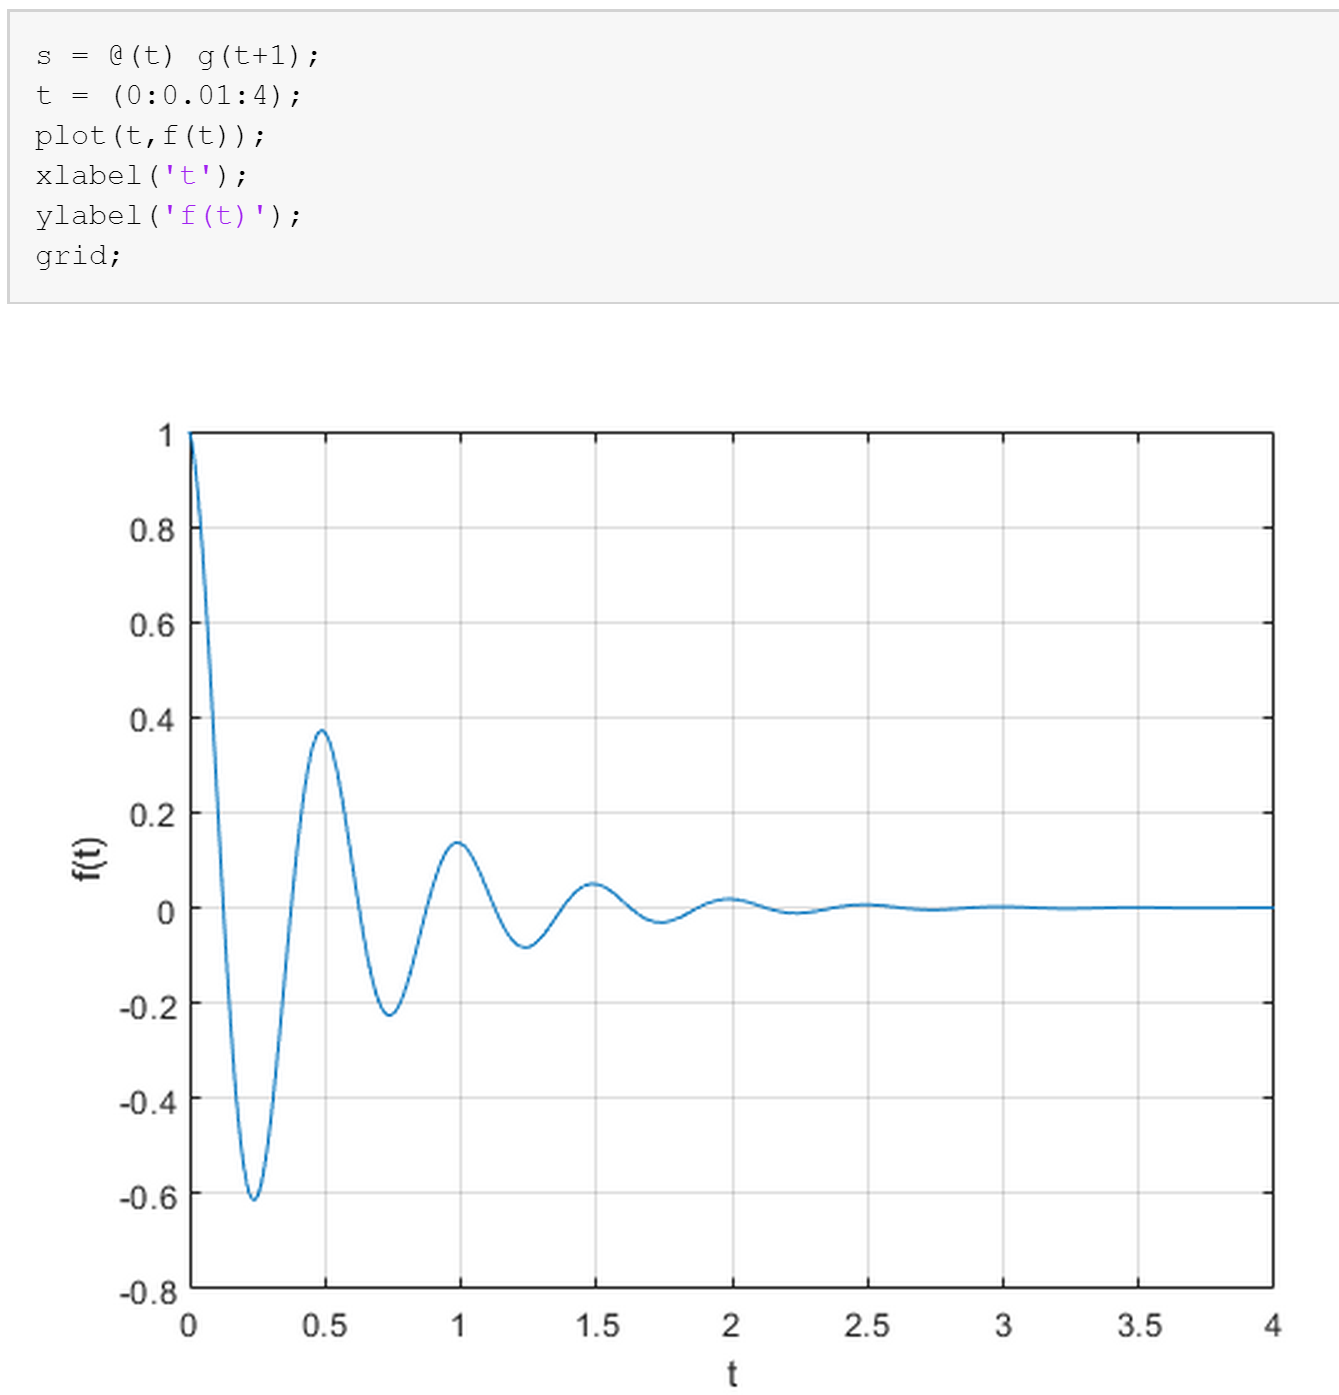 s = @(t) g(t+1);
t = (0:0.01:4);
plot(t,f(t));
xlabel('t');
ylabel('f(t)');
grid;
1
0.8
0.6
0.4
0.2
0
-0.2
-0.4
-0.6
-0.8
f(t)
0 0.5 1 1.5 2 2.5 3 3.5 4
t